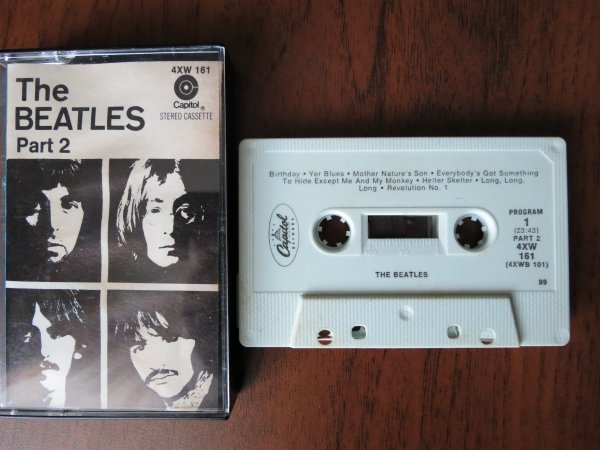 4XW 161
The
BEATLES
Part 2
Capitol®
STEREO CASSETTE
Birthday • Yer Blues • Mother Nature's Son • Everybody's Got Something
To Hide Except Me And My Monkey • Helter Skelter • Long, Long,
Long • Revolution No. 1
Capitol
PROGRAM
1
(23:43)
PART 2
4XW
161
(4XWB 101)
THE BEATLES
99